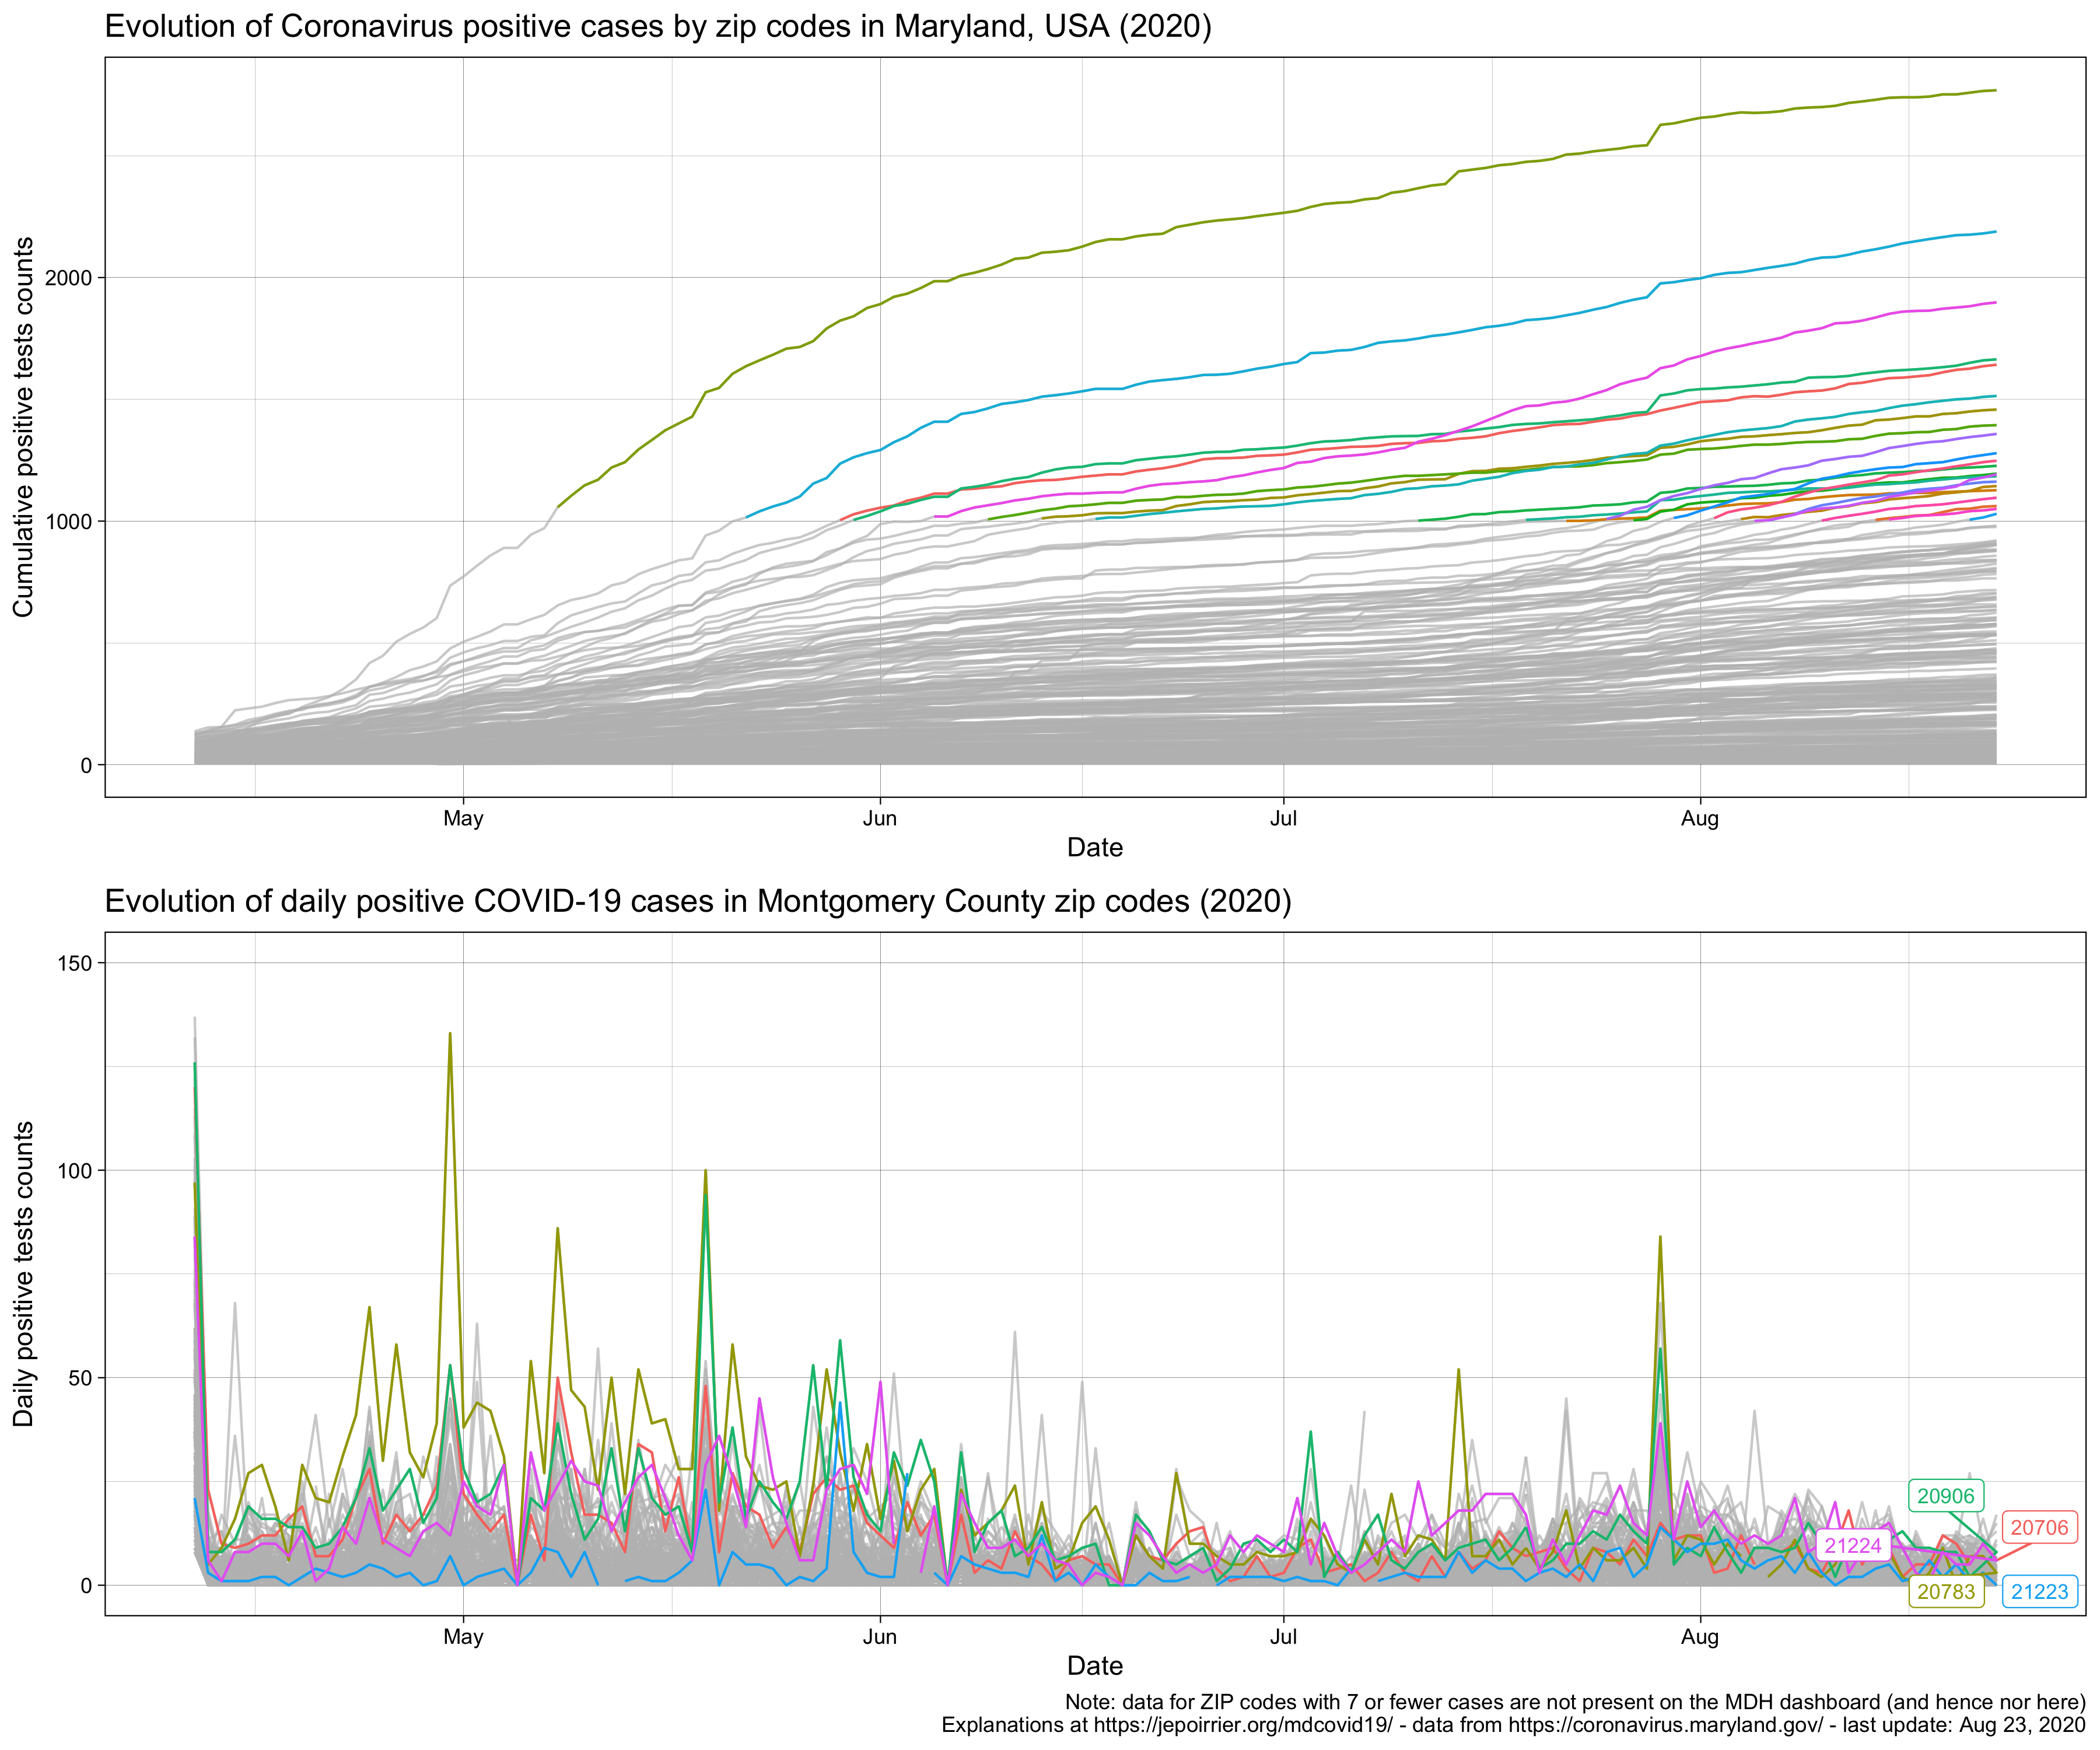 Evolution of Coronavirus positive cases by zip codes in Maryland, USA (2020)
Cumulative positive tests counts
2000
1000
0
May Jun Jul Aug
Date
Evolution of daily positive COVID-19 cases in Montgomery County zip codes (2020)
Daily positive tests counts
150
100
50
0
20906
20706
21224
20783
21223
May Jun Jul Aug
Date
Note: data for ZIP codes with 7 or fewer cases are not present on the MDH dashboard (and hence nor here)
Explanations at https://jepoirrier.org/mdcovid19/ - data from https://coronavirus.maryland.gov/ - last update: Aug 23, 2020